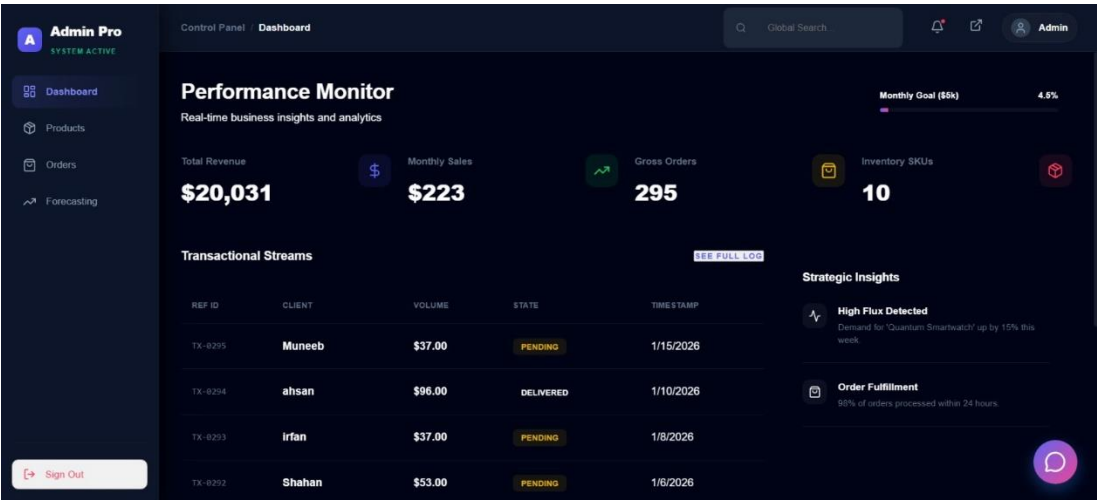 A
Admin Pro
SYSTEM ACTIVE
Dashboard
Products
Orders
Forecasting
Sign Out
Control Panel / Dashboard
Global Search...
Admin
Performance Monitor
Real-time business insights and analytics
Monthly Goal ($5k) 4.5%
Total Revenue
$20,031
Monthly Sales
$223
Gross Orders
295
Inventory SKUs
10
Transactional Streams
SEE FULL LOG
REF ID CLIENT VOLUME STATE TIMESTAMP
TX-0295 Muneeb $37.00 PENDING 1/15/2026
TX-0294 ahsan $96.00 DELIVERED 1/10/2026
TX-0293 irfan $37.00 PENDING 1/8/2026
TX-0292 Shahan $53.00 PENDING 1/6/2026
Strategic Insights
High Flux Detected
Demand for 'Quantum Smartwatch' up by 15% this
week.
Order Fulfillment
98% of orders processed within 24 hours.